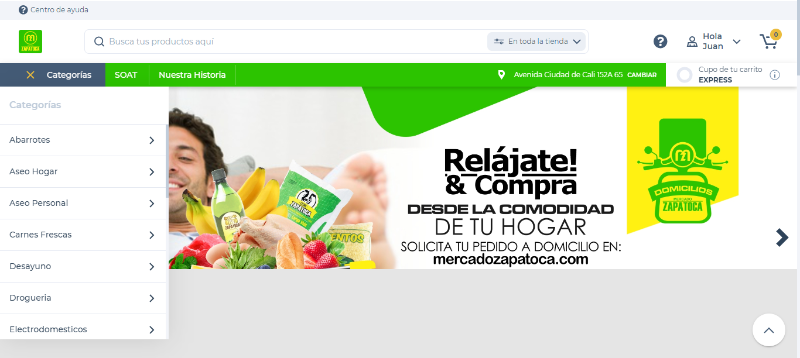 Centro de ayuda
ZAPATOCA
Busca tus productos aquí
En toda la tienda
Hola
Juan
0
Categorías
SOAT
Nuestra Historia
Avenida Ciudad de Cali 152A 65 CAMBIAR
Cupo de tu carrito
EXPRESS
Categorías
Abarrotes
Aseo Hogar
Aseo Personal
Carnes Frescas
Desayuno
Drogueria
Electrodomesticos
Relájate!
& Compra
DESDE LA COMODIDAD
DE TU HOGAR
SOLICITA TU PEDIDO A DOMICILIO EN:
mercadozapatoca.com
DOMICILIOS
ZAPATOCA
ZAPATOCA